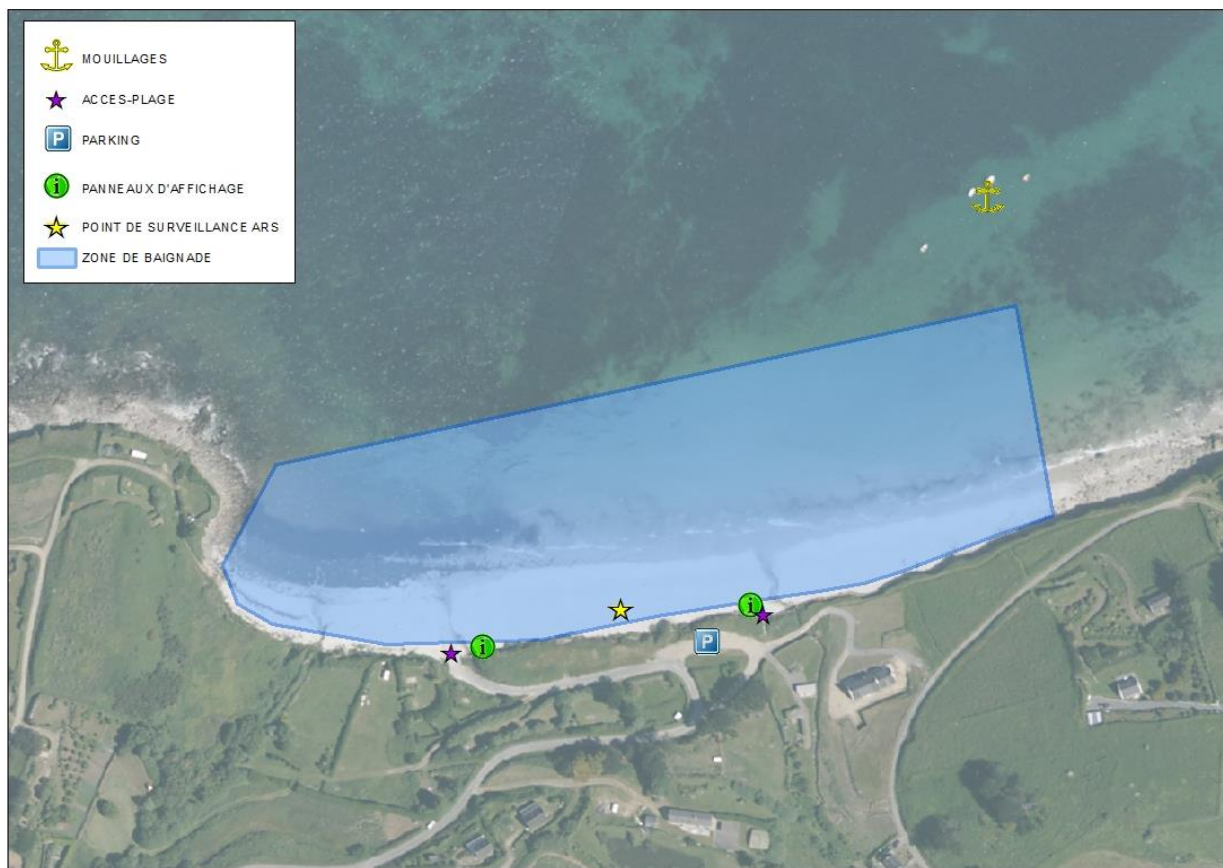 MOUILLAGES
ACCES-PLAGE
P PARKING
i PANNEAUX D'AFFICHAGE
POINT DE SURVEILLANCE ARS
ZONE DE BAIGNADE
i
P
i